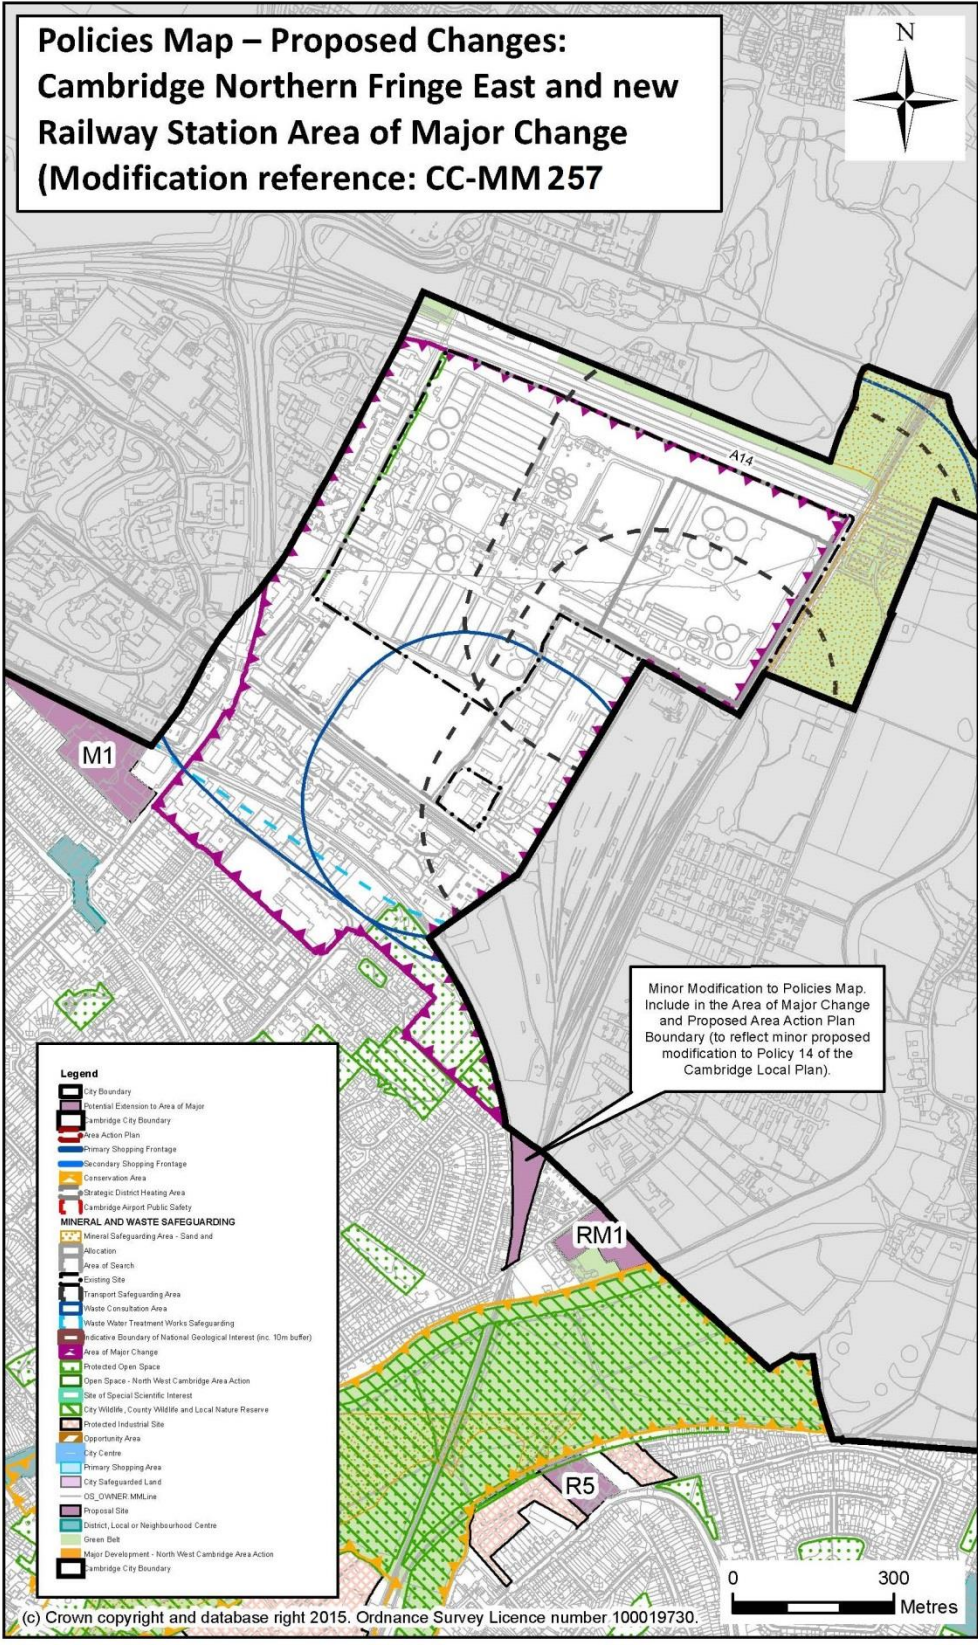 Policies Map – Proposed Changes:
Cambridge Northern Fringe East and new
Railway Station Area of Major Change
(Modification reference: CC-MM 257
N
A14
M1
Minor Modification to Policies Map.
Include in the Area of Major Change
and Proposed Area Action Plan
Boundary (to reflect minor proposed
modification to Policy 14 of the
Cambridge Local Plan).
RM1
R5
Legend
City Boundary
Potential Extension to Area of Major
Cambridge City Boundary
Area Action Plan
Primary Shopping Frontage
Secondary Shopping Frontage
Conservation Area
Strategic District Heating Area
Cambridge Airport Public Safety
MINERAL AND WASTE SAFEGUARDING
Mineral Safeguarding Area - Sand and
Allocation
Area of Search
Existing Site
Transport Safeguarding Area
Waste Consultation Area
Waste Water Treatment Works Safeguarding
Indicative Boundary of National Geological Interest (inc. 10m buffer)
Area of Major Change
Protected Open Space
Open Space - North West Cambridge Area Action
Site of Special Scientific Interest
City Wildlife, County Wildlife and Local Nature Reserve
Protected Industrial Site
Opportunity Area
City Centre
Primary Shopping Area
City Safeguarded Land
OS_OWNER.MMLine
Proposal Site
District, Local or Neighbourhood Centre
Green Belt
Major Development - North West Cambridge Area Action
Cambridge City Boundary
0 300
Metres
(c) Crown copyright and database right 2015. Ordnance Survey Licence number 100019730.